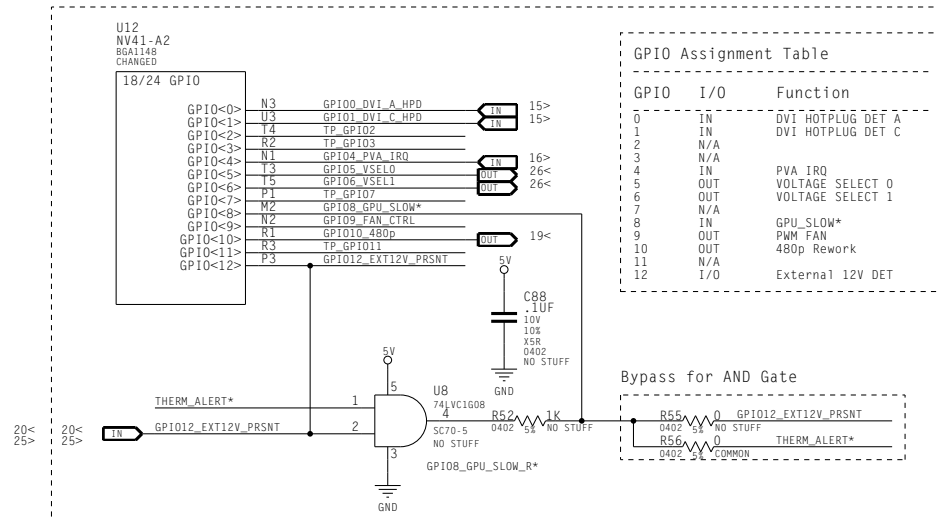 U12
NV41-A2
BGA1148
CHANGED
18/24 GPIO
GPIO<0> N3 GPIO0_DVI_A_HPD IN 15>
GPIO<1> U3 GPIO1_DVI_C_HPD IN 15>
GPIO<2> T4 TP_GPIO2
GPIO<3> R2 TP_GPIO3
GPIO<4> N1 GPIO4_PVA_IRQ IN 16>
GPIO<5> T3 GPIO5_VSEL0 OUT 26<
GPIO<6> T5 GPIO6_VSEL1 OUT 26<
GPIO<7> P1 TP_GPIO7
GPIO<8> M2 GPIO8_GPU_SLOW*
GPIO<9> N2 GPIO9_FAN_CTRL
GPIO<10> R1 GPIO10_480p OUT 19<
GPIO<11> R3 TP_GPIO11
GPIO<12> P3 GPIO12_EXT12V_PRSNT
GPIO Assignment Table
GPIO I/O Function
0 IN DVI HOTPLUG DET A
1 IN DVI HOTPLUG DET C
2 N/A
3 N/A
4 IN PVA IRQ
5 OUT VOLTAGE SELECT 0
6 OUT VOLTAGE SELECT 1
7 N/A
8 IN GPU_SLOW*
9 OUT PWM FAN
10 OUT 480p Rework
11 N/A
12 I/O External 12V DET
5V
C88
.1UF
10V
10%
X5R
0402
NO STUFF
GND
5V
5
U8
74LVC1G08
THERM_ALERT* 1
4
20< 20<
25> 25>
IN GPIO12_EXT12V_PRSNT 2
SC70-5
NO STUFF
3
GPIO8_GPU_SLOW_R*
GND
R52 1K
0402 5% NO STUFF
Bypass for AND Gate
R55 0 GPIO12_EXT12V_PRSNT
0402 5% NO STUFF
R56 0 THERM_ALERT*
0402 5% COMMON